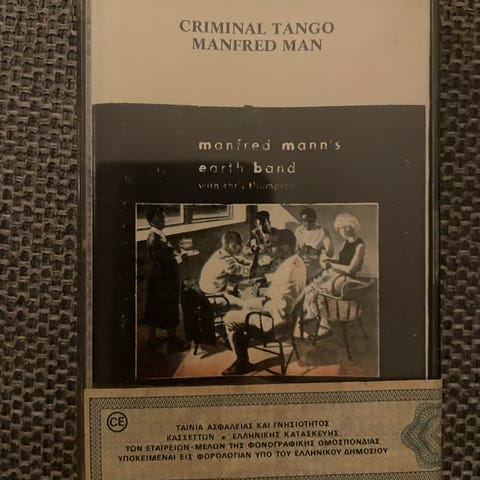 CRIMINAL TANGO
MANFRED MAN
manfred mann's
earth band
with chris thompson
CE
ΤΑΙΝΙΑ ΑΣΦΑΛΕΙΑΣ ΚΑΙ ΓΝΗΣΙΟΤΗΤΟΣ
ΚΑΣΣΕΤΤΩΝ • ΕΛΛΗΝΙΚΗΣ ΚΑΤΑΣΚΕΥΗΣ
ΤΩΝ ΕΤΑΙΡΕΙΩΝ-ΜΕΛΩΝ ΤΗΣ ΦΩΝΟΓΡΑΦΙΚΗΣ ΟΜΟΣΠΟΝΔΙΑΣ
ΥΠΟΚΕΙΜΕΝΑΙ ΕΙΣ ΦΟΡΟΛΟΓΙΑΝ ΥΠΟ ΤΟΥ ΕΛΛΗΝΙΚΟΥ ΔΗΜΟΣΙΟΥ